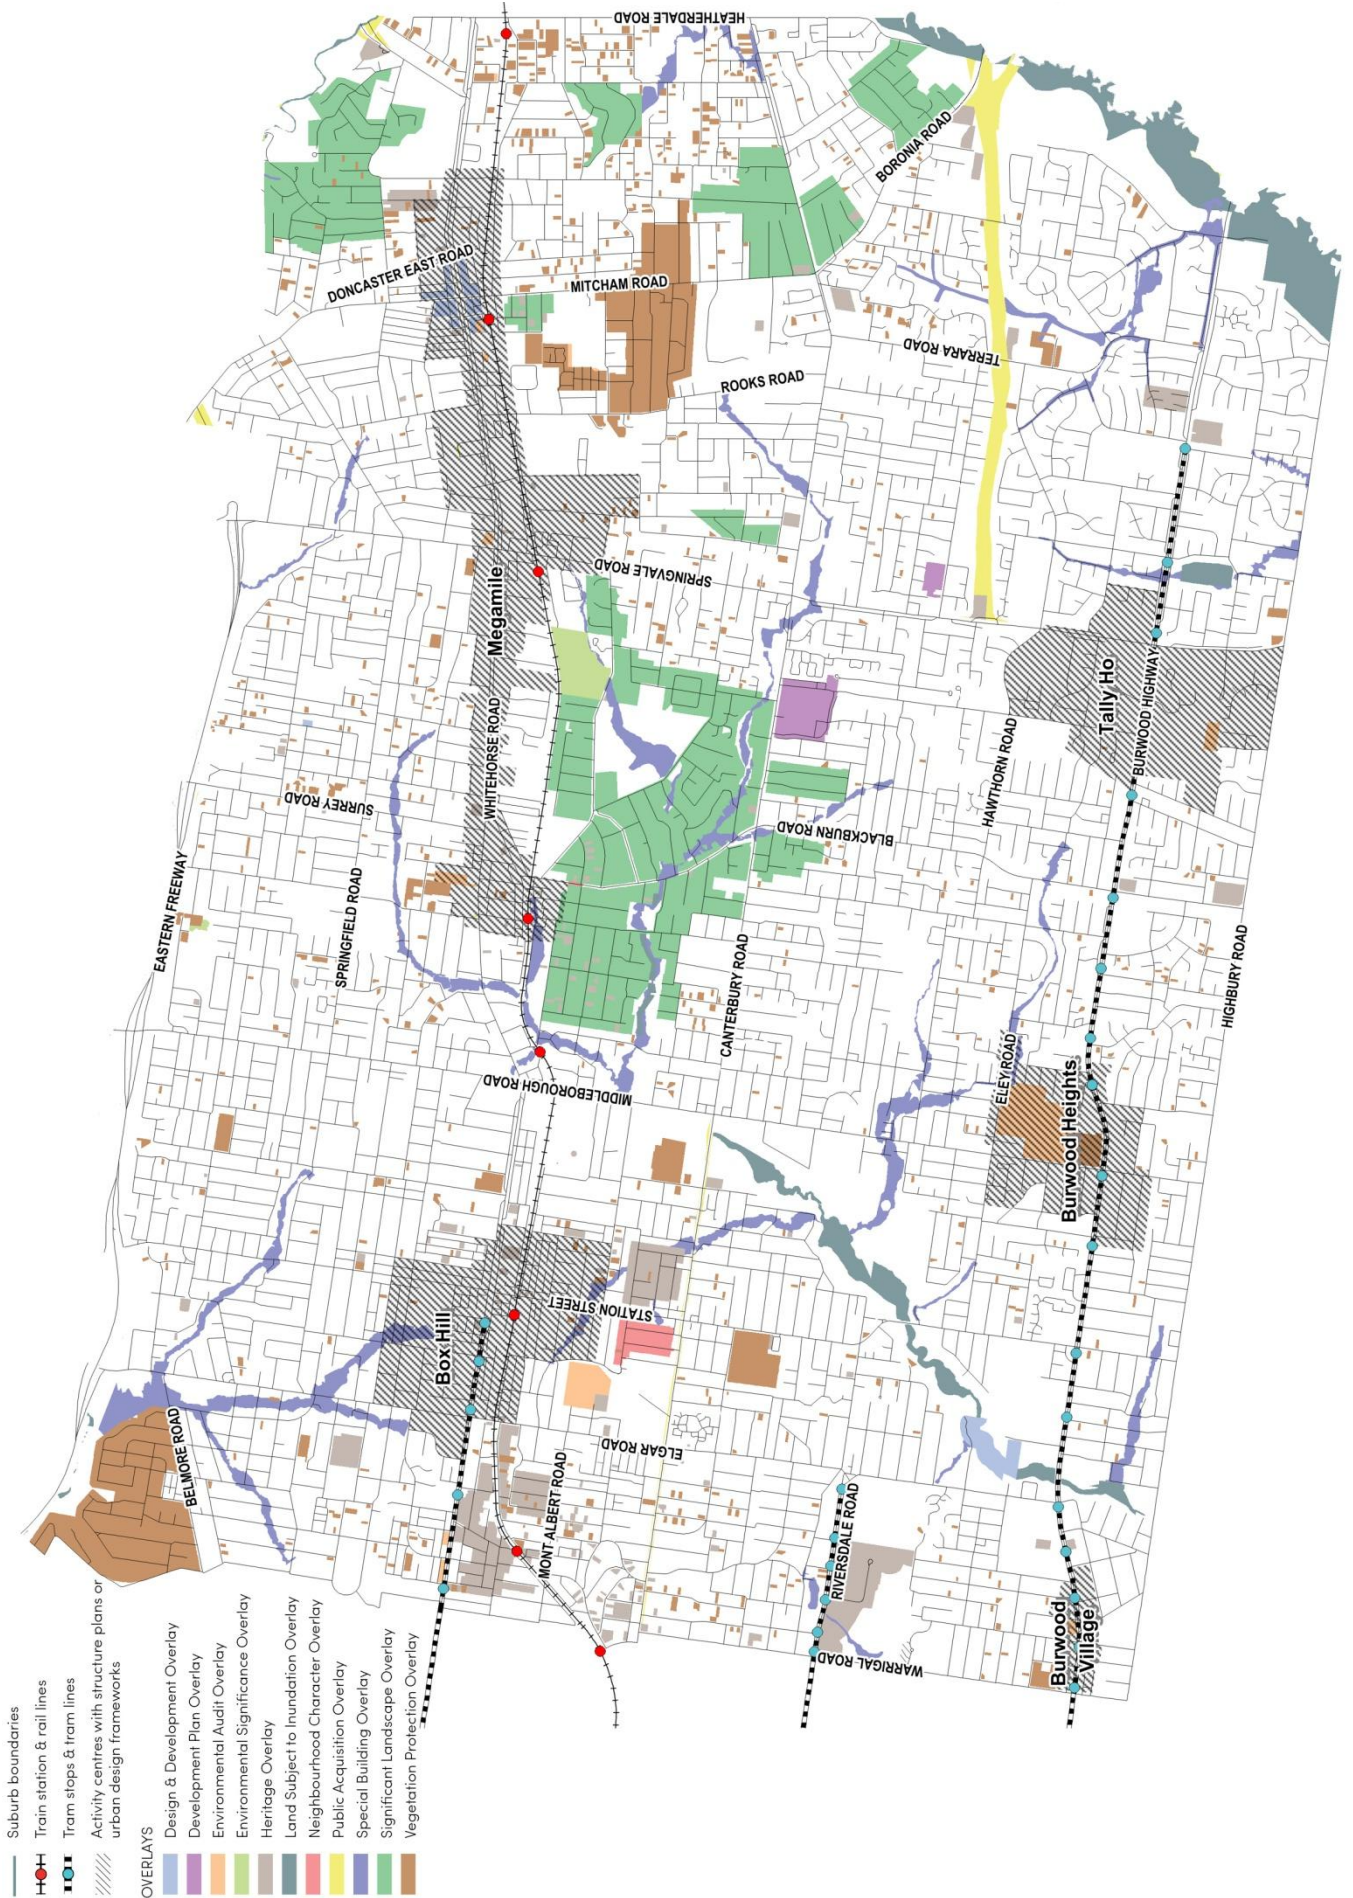 Suburb boundaries
Train station & rail lines
Tram stops & tram lines
Activity centres with structure plans or
urban design frameworks
OVERLAYS
Design & Development Overlay
Development Plan Overlay
Environmental Audit Overlay
Environmental Significance Overlay
Heritage Overlay
Land Subject to Inundation Overlay
Neighbourhood Character Overlay
Public Acquisition Overlay
Special Building Overlay
Significant Landscape Overlay
Vegetation Protection Overlay
EASTERN FREEWAY
BELMORE ROAD
SPRINGFIELD ROAD
SURREY ROAD
DONCASTER EAST ROAD
HEATHERDALE ROAD
Box Hill
WHITEHORSE ROAD
Megamile
MIDDLEBOROUGH ROAD
MONT ALBERT ROAD
STATION STREET
ELGAR ROAD
SPRINGVALE ROAD
MITCHAM ROAD
ROOKS ROAD
CANTERBURY ROAD
BLACKBURN ROAD
BORONIA ROAD
TERRARA ROAD
RIVERSDALE ROAD
WARRIGAL ROAD
ELEY ROAD
HAWTHORN ROAD
Burwood
Village
Burwood Heights
Tally Ho
BURWOOD HIGHWAY
HIGHBURY ROAD